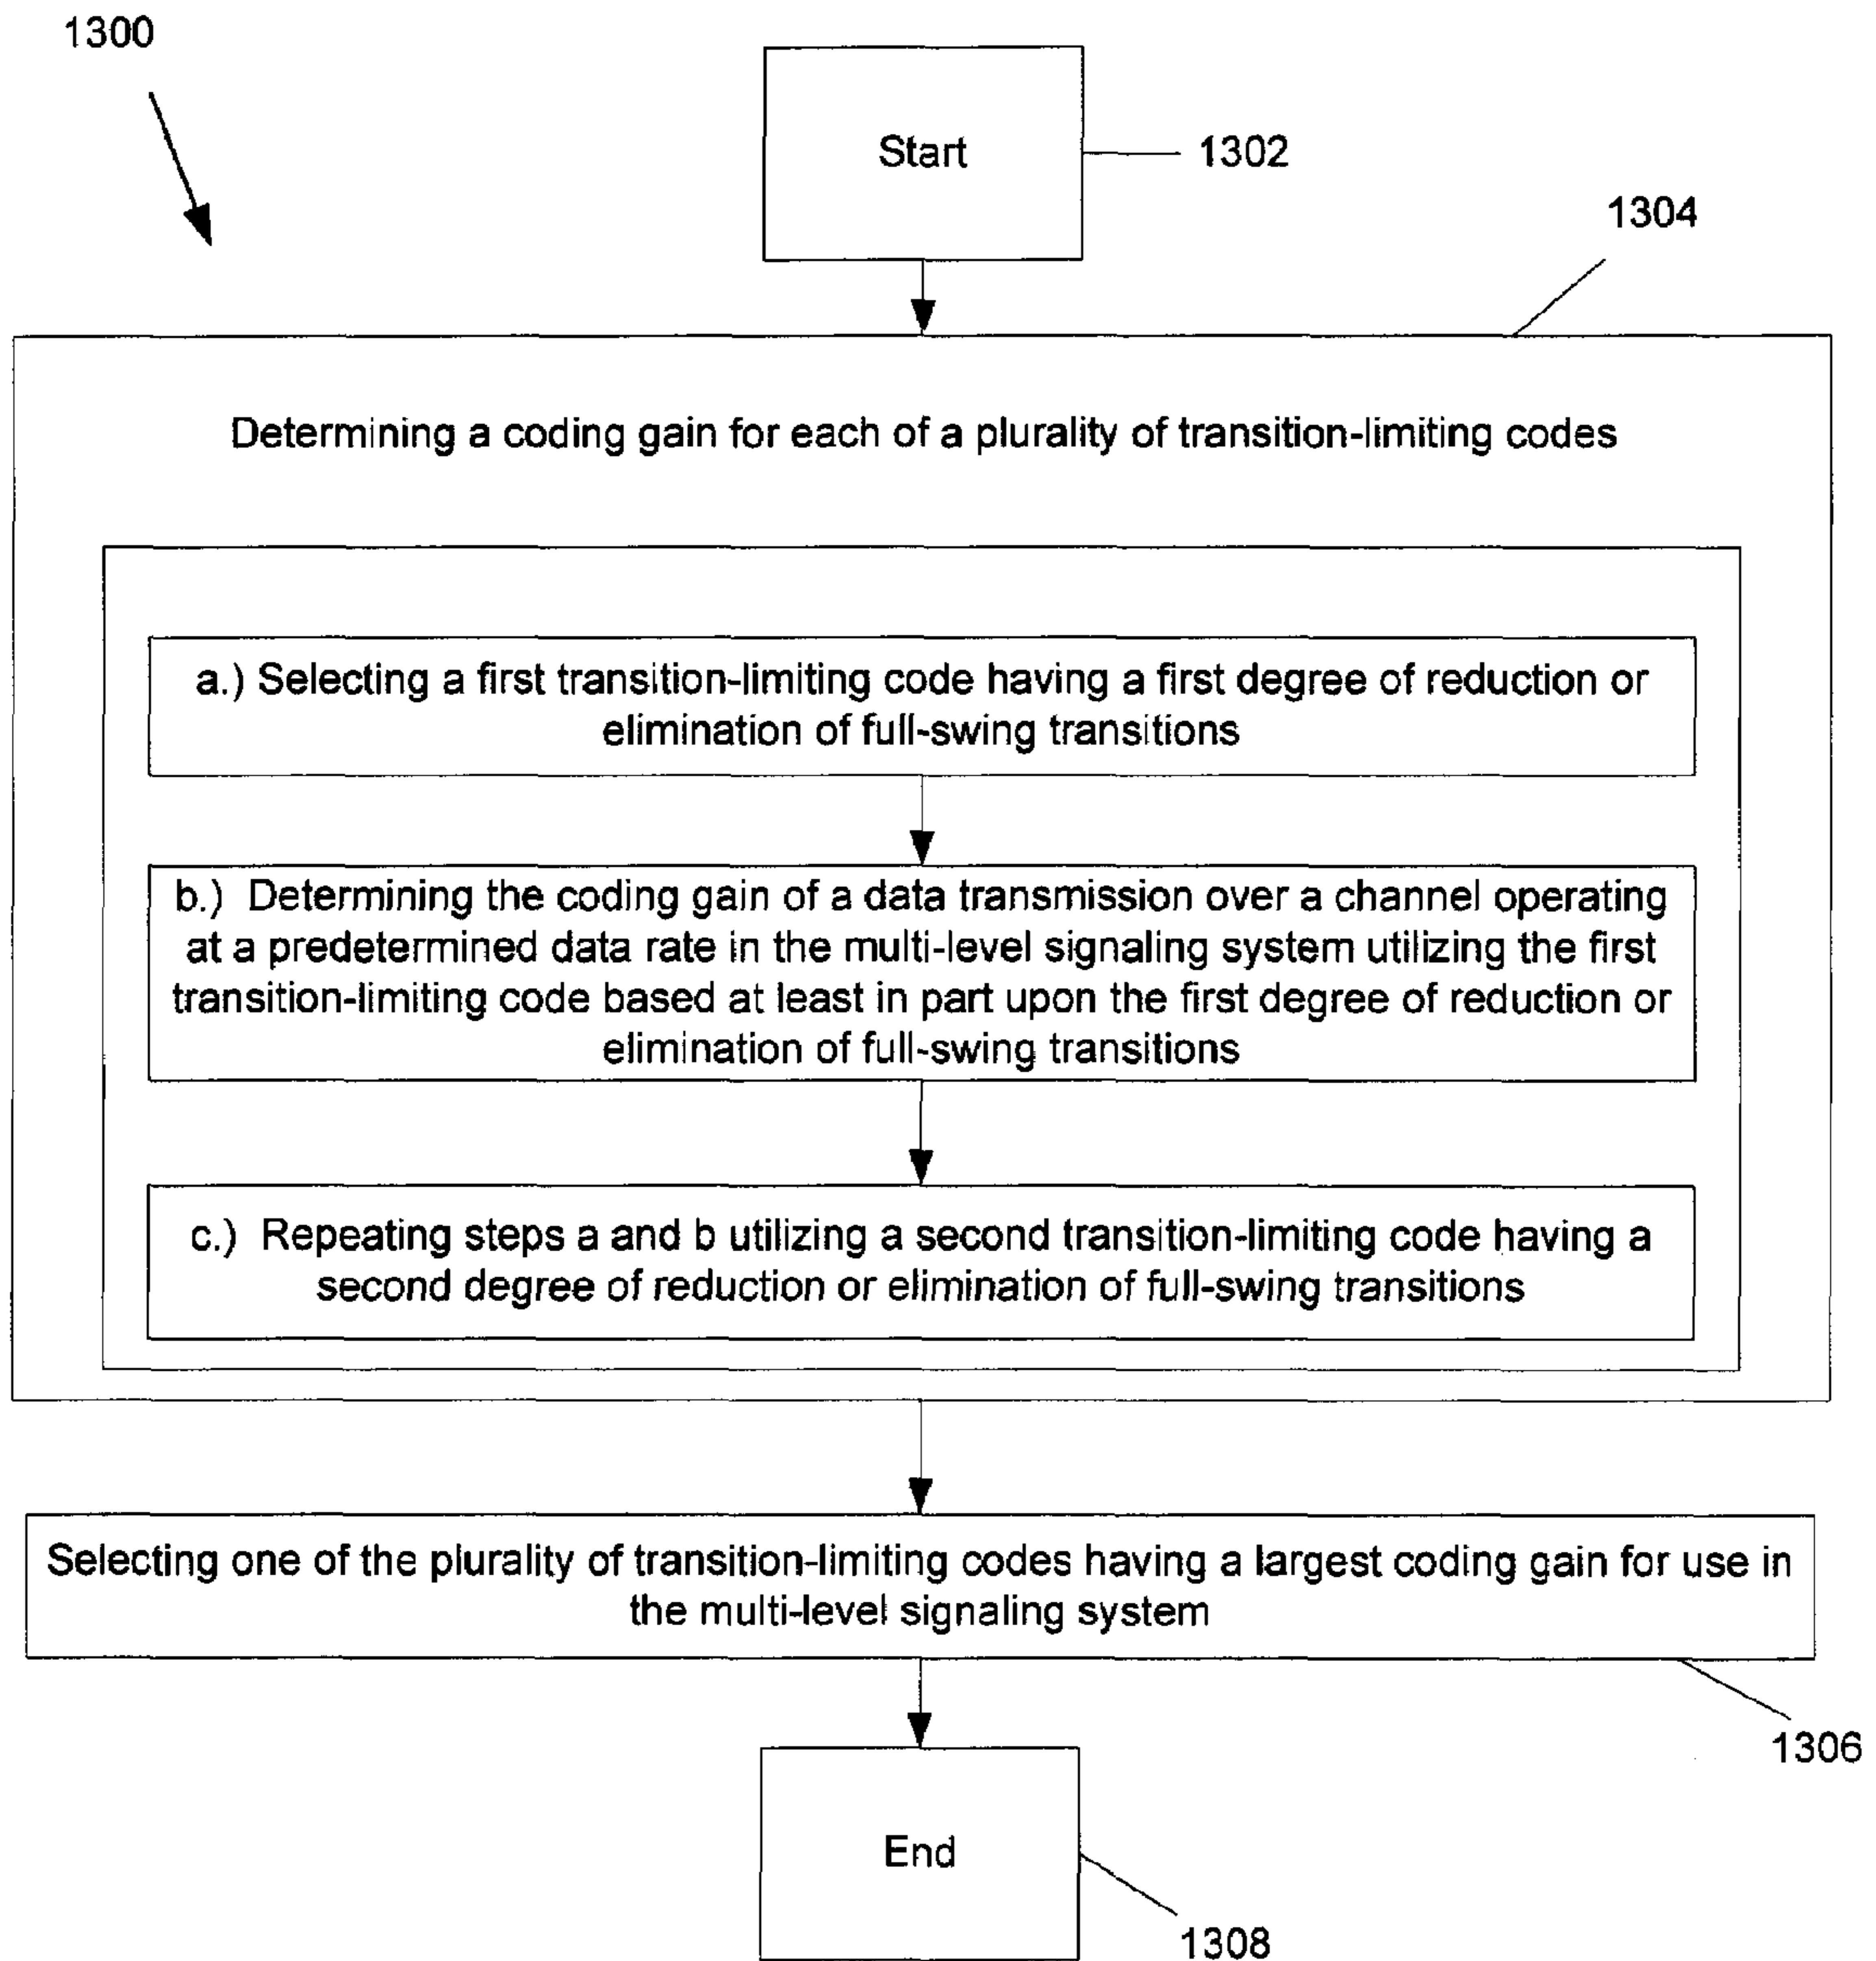 1300
Start
1302
1304
Determining a coding gain for each of a plurality of transition-limiting codes
a.) Selecting a first transition-limiting code having a first degree of reduction or
elimination of full-swing transitions
b.) Determining the coding gain of a data transmission over a channel operating
at a predetermined data rate in the multi-level signaling system utilizing the first
transition-limiting code based at least in part upon the first degree of reduction or
elimination of full-swing transitions
c.) Repeating steps a and b utilizing a second transition-limiting code having a
second degree of reduction or elimination of full-swing transitions
Selecting one of the plurality of transition-limiting codes having a largest coding gain for use in
the multi-level signaling system
1306
End
1308